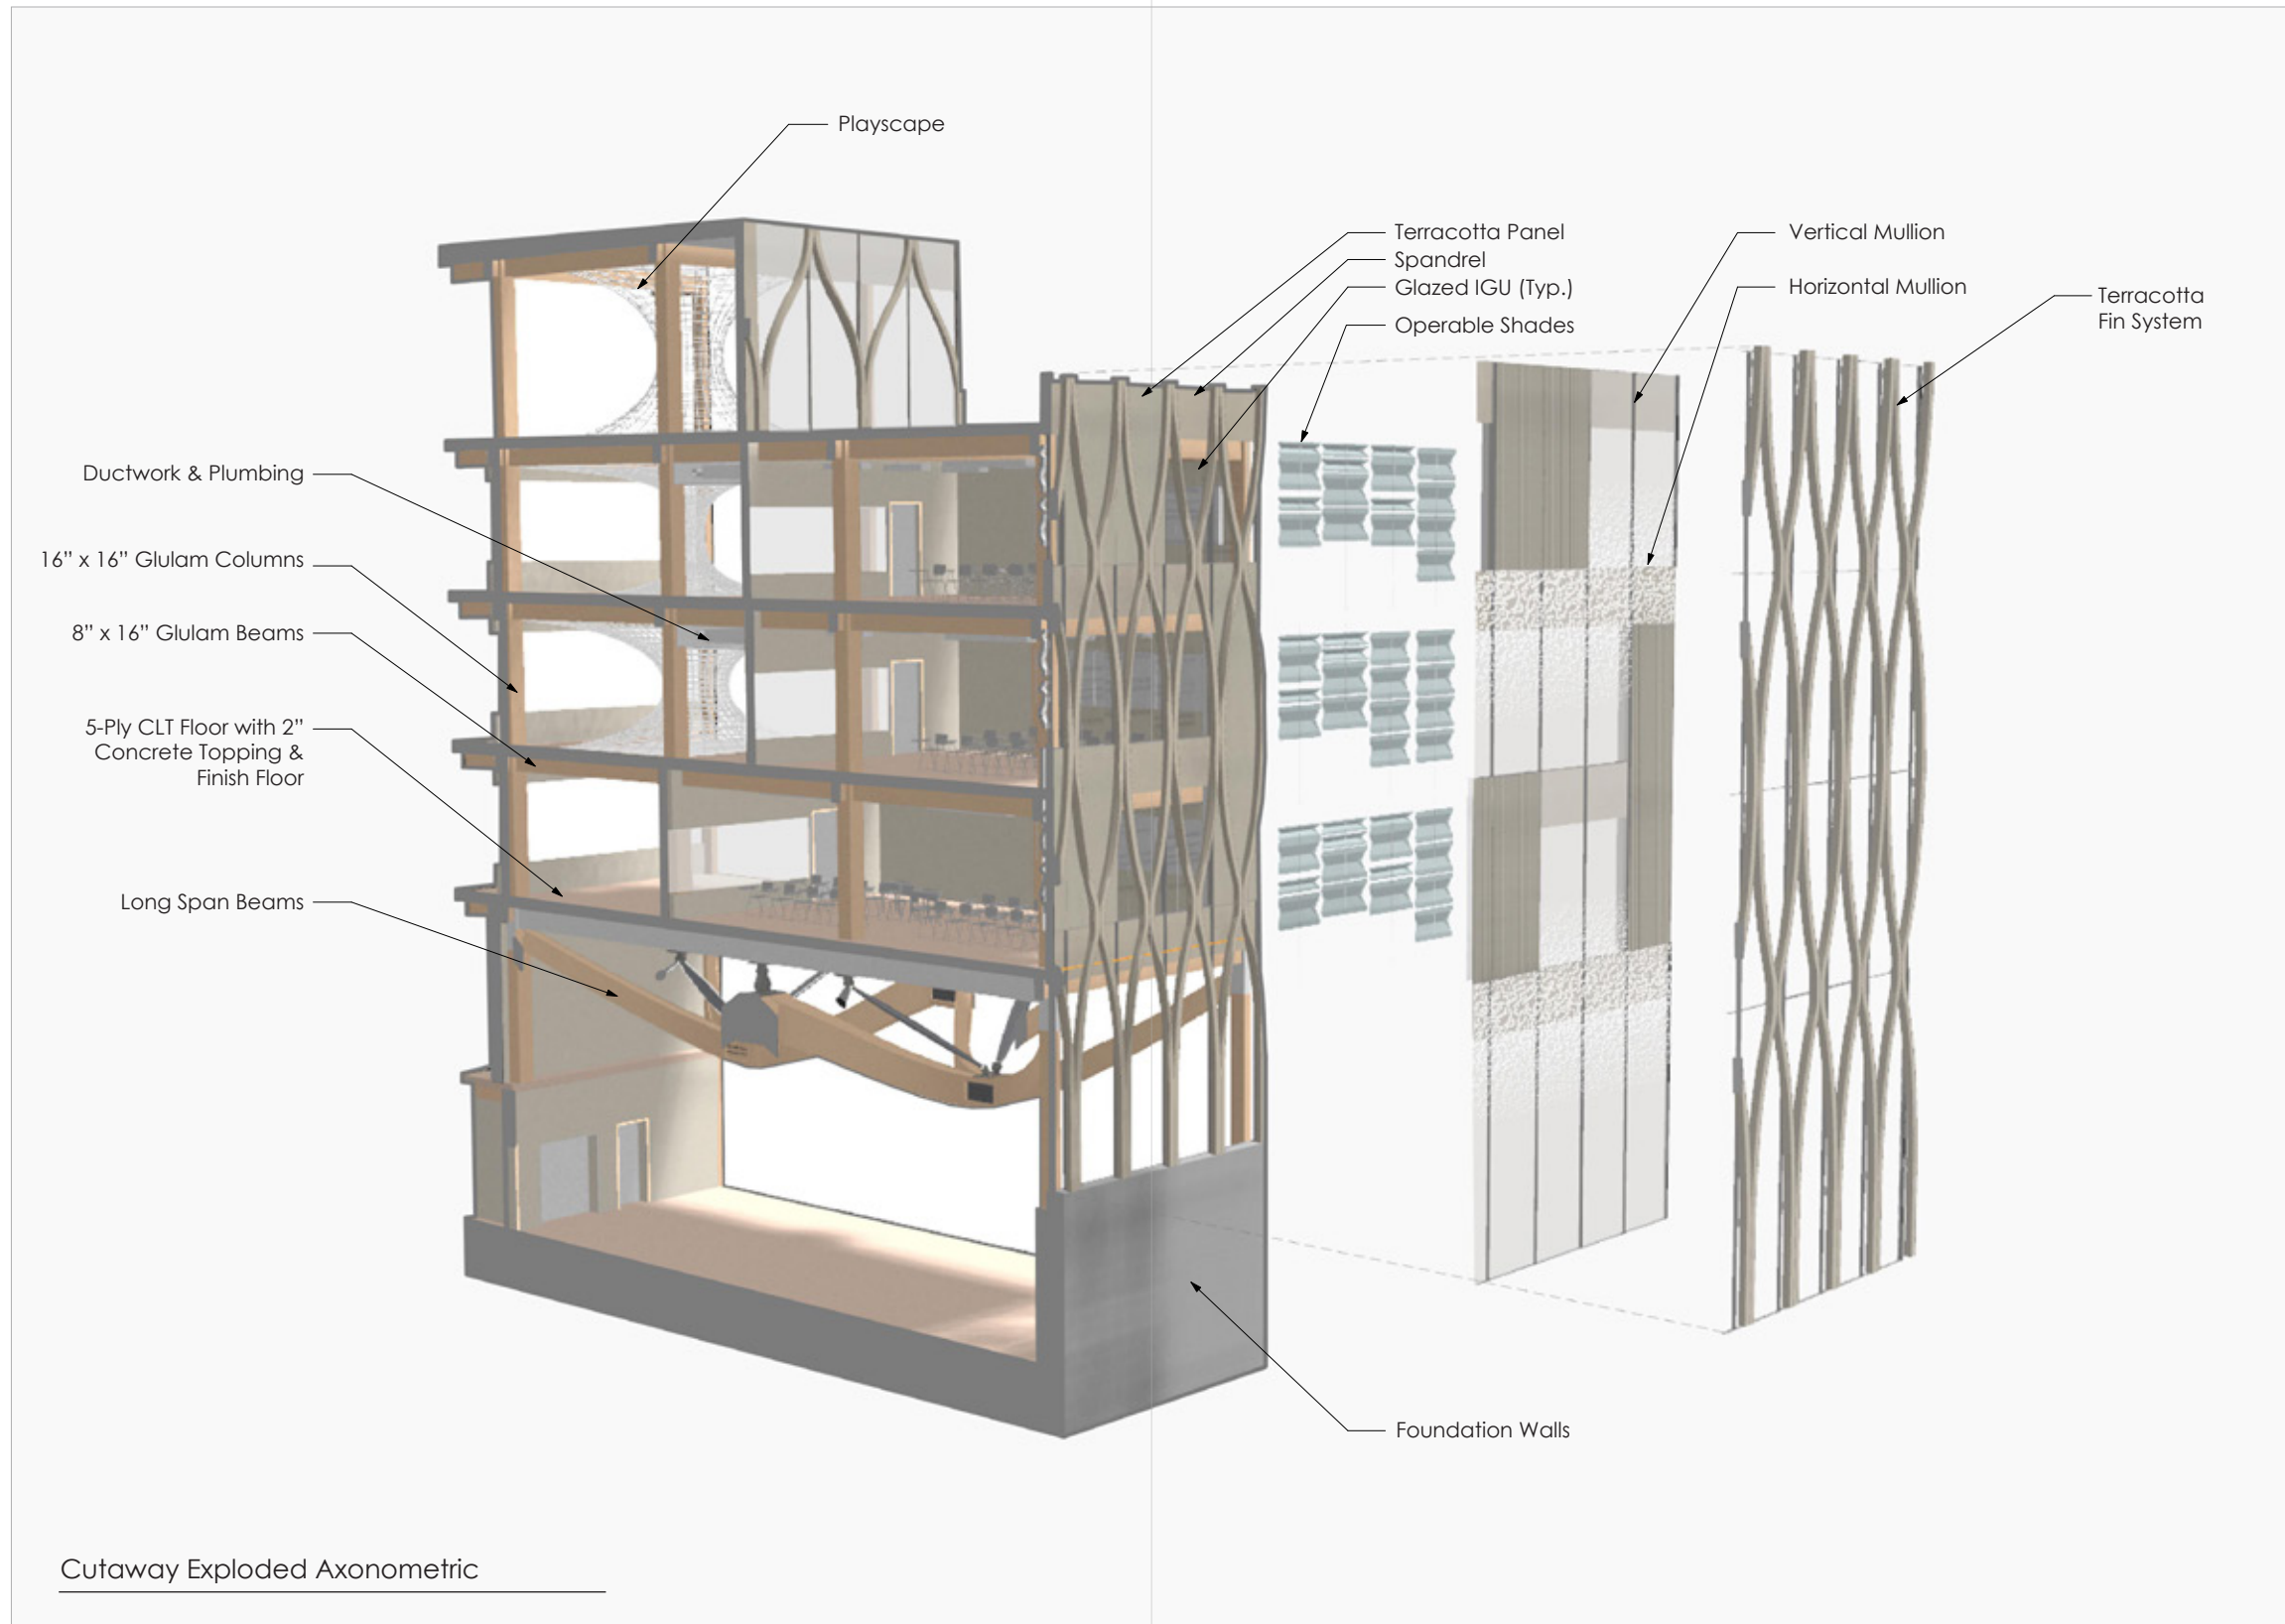 Playscape
Terracotta Panel
Spandrel
Glazed IGU (Typ.)
Operable Shades
Vertical Mullion
Horizontal Mullion
Terracotta
Fin System
Ductwork & Plumbing
16” x 16” Glulam Columns
8” x 16” Glulam Beams
5-Ply CLT Floor with 2”
Concrete Topping &
Finish Floor
Long Span Beams
Foundation Walls
Cutaway Exploded Axonometric